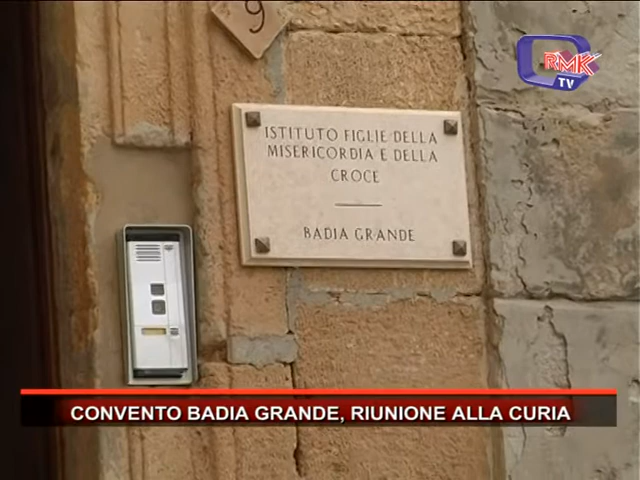 9
RMK
TV
ISTITUTO FIGLIE DELLA
MISERICORDIA E DELLA
CROCE
BADIA GRANDE
CONVENTO BADIA GRANDE, RIUNIONE ALLA CURIA